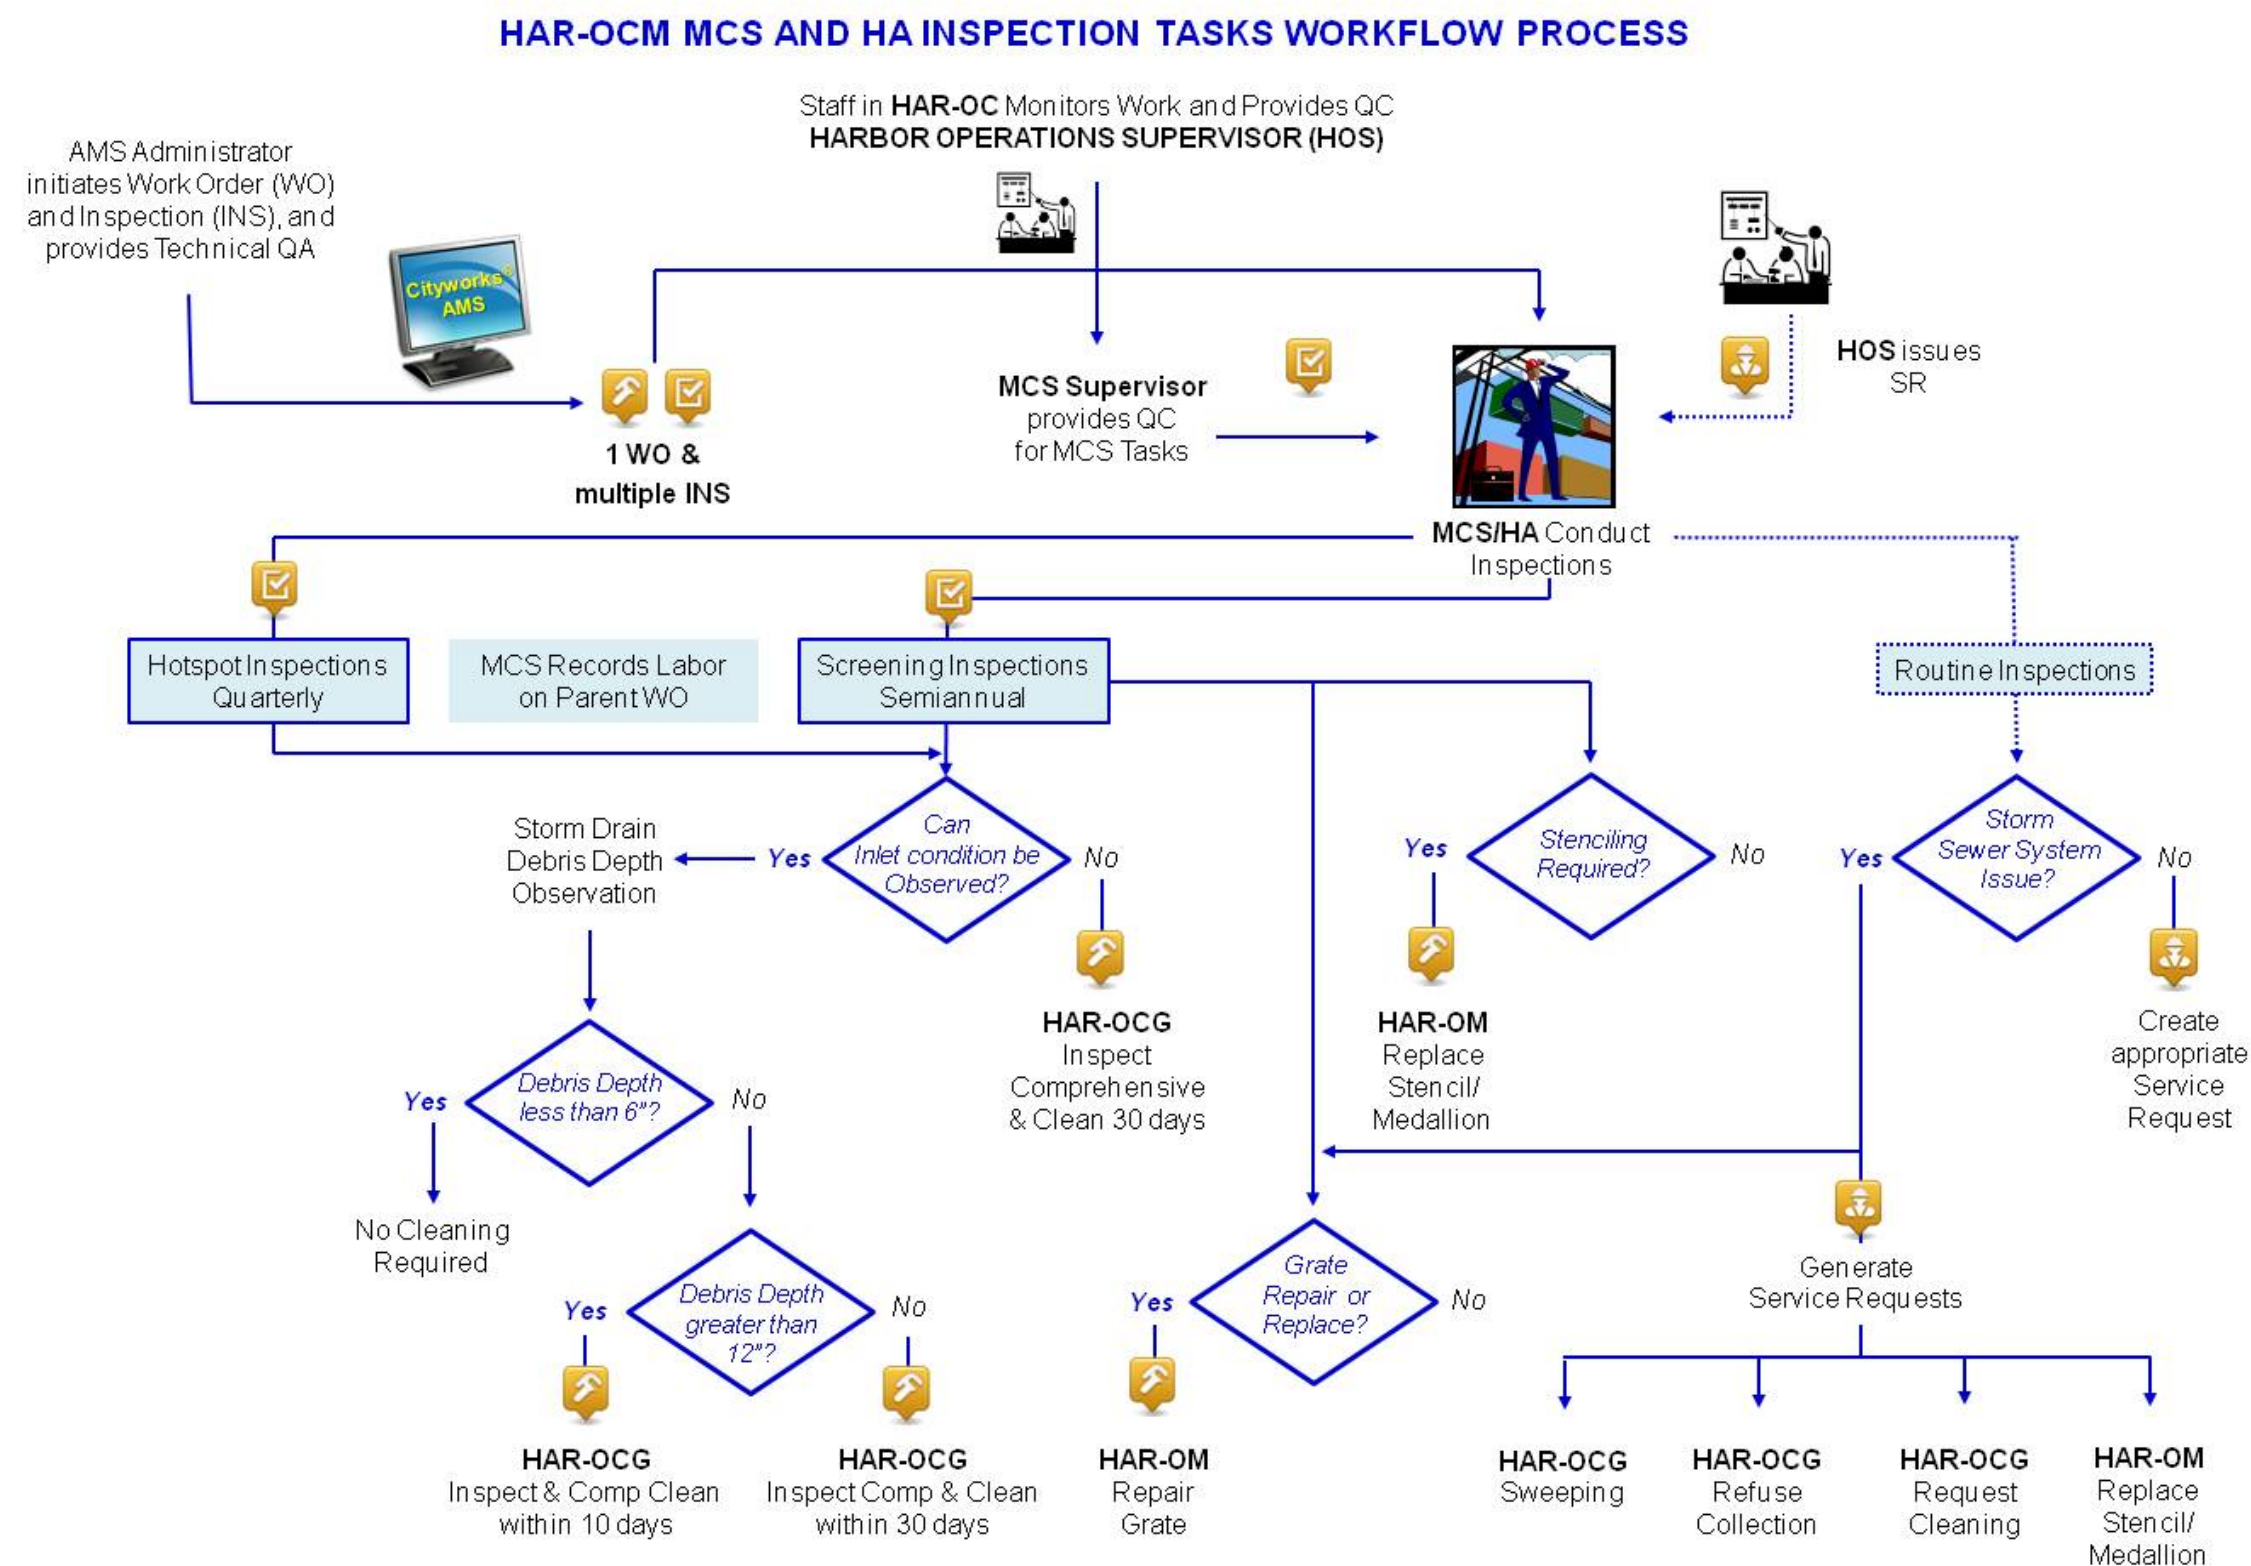 HAR-OCM MCS AND HA INSPECTION TASKS WORKFLOW PROCESS
Staff in HAR-OC Monitors Work and Provides QC
HARBOR OPERATIONS SUPERVISOR (HOS)
AMS Administrator
initiates Work Order (WO)
and Inspection (INS), and
provides Technical QA
Cityworks®
AMS
1 WO &
multiple INS
MCS Supervisor
provides QC
for MCS Tasks
HOS issues
SR
MCS/HA Conduct
Inspections
Hotspot Inspections
Quarterly
MCS Records Labor
on Parent WO
Screening Inspections
Semiannual
Routine Inspections
Storm Drain
Debris Depth
Observation
Yes
Can
Inlet condition be
Observed?
No
Yes
Stenciling
Required?
No
Yes
Storm
Sewer System
Issue?
No
HAR-OCG
Inspect
Comprehensive
& Clean 30 days
HAR-OM
Replace
Stencil/
Medallion
Create
appropriate
Service
Request
Yes
Debris Depth
less than 6"?
No
No Cleaning
Required
Yes
Debris Depth
greater than
12"?
No
Yes
Grate
Repair or
Replace?
No
Generate
Service Requests
HAR-OCG
Inspect & Comp Clean
within 10 days
HAR-OCG
Inspect Comp & Clean
within 30 days
HAR-OM
Repair
Grate
HAR-OCG
Sweeping
HAR-OCG
Refuse
Collection
HAR-OCG
Request
Cleaning
HAR-OM
Replace
Stencil/
Medallion